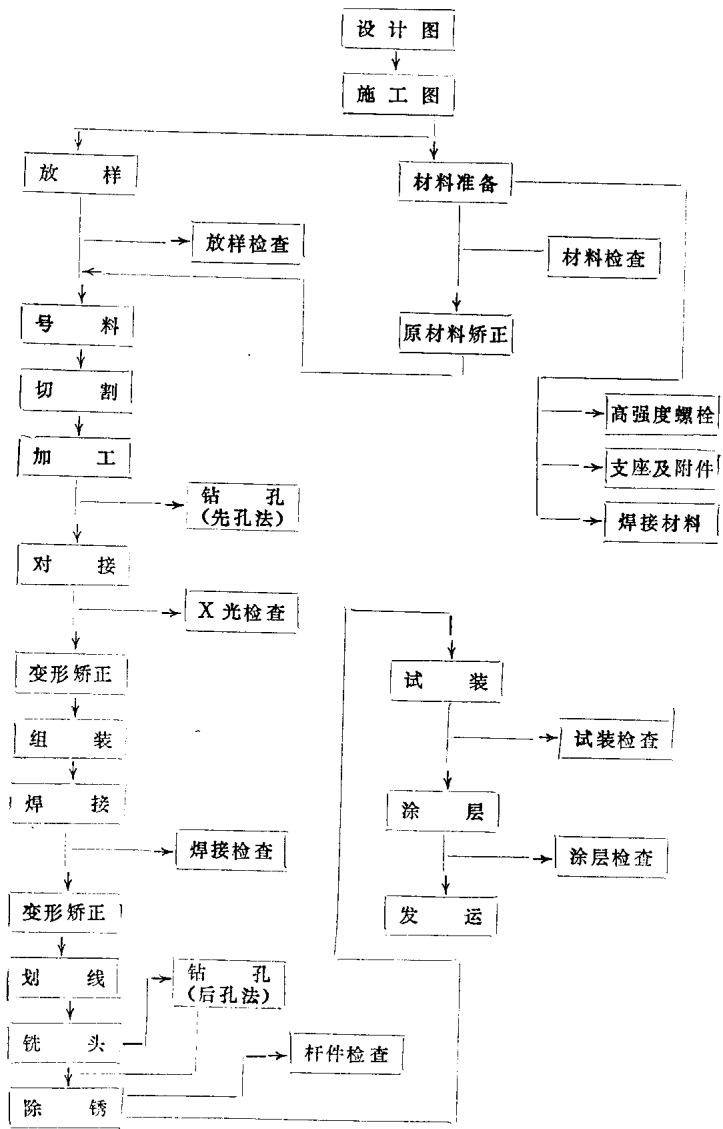 设计图
施工图
放样
材料准备
放样检查
材料检查
号料
原材料矫正
切割
高强度螺栓
加工
支座及附件
钻孔
(先孔法)
焊接材料
对接
X光检查
变形矫正
试装
组装
试装检查
焊接
涂层
焊接检查
涂层检查
变形矫正
发运
划线
钻孔
(后孔法)
铣头
杆件检查
除锈